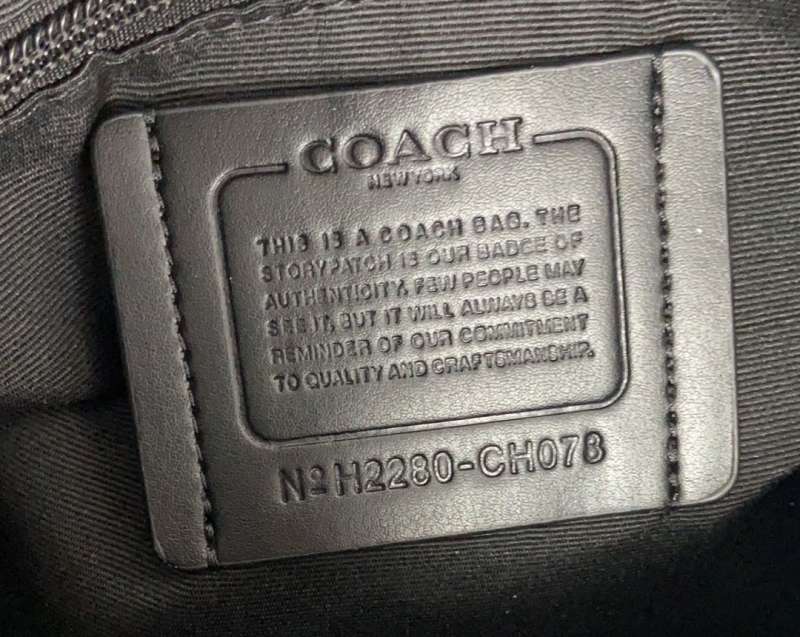 COACH
NEW YORK
THIS IS A COACH BAG. THE
STORYPATCH IS OUR BADGE OF
AUTHENTICITY. FEW PEOPLE MAY
SEE IT, BUT IT WILL ALWAYS BE A
REMINDER OF OUR COMMITMENT
TO QUALITY AND CRAFTSMANSHIP.
Nº H2280-CH078